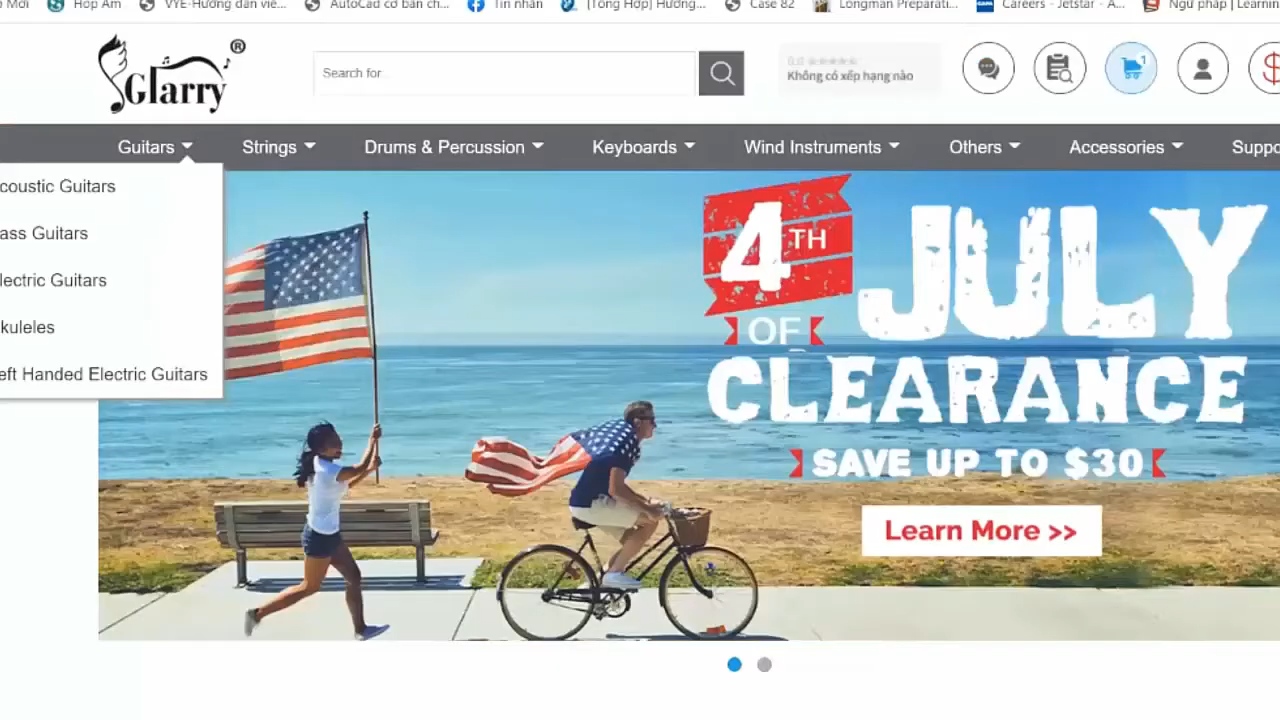 Hợp Âm
VYE-Hướng dẫn viê...
AutoCad cơ bản ch...
Tin nhắn
[Tổng Hợp] Hướng...
Case 82
Longman Preparati...
Careers - Jetstar - A...
Ngữ pháp | Learnin
Glarry ®
Search for
0.0
Không có xếp hạng nào
1
Guitars
Strings
Drums & Percussion
Keyboards
Wind Instruments
Others
Accessories
Suppo
coustic Guitars
ass Guitars
lectric Guitars
kuleles
eft Handed Electric Guitars
4TH
OF
JULY
CLEARANCE
SAVE UP TO $30
Learn More >>